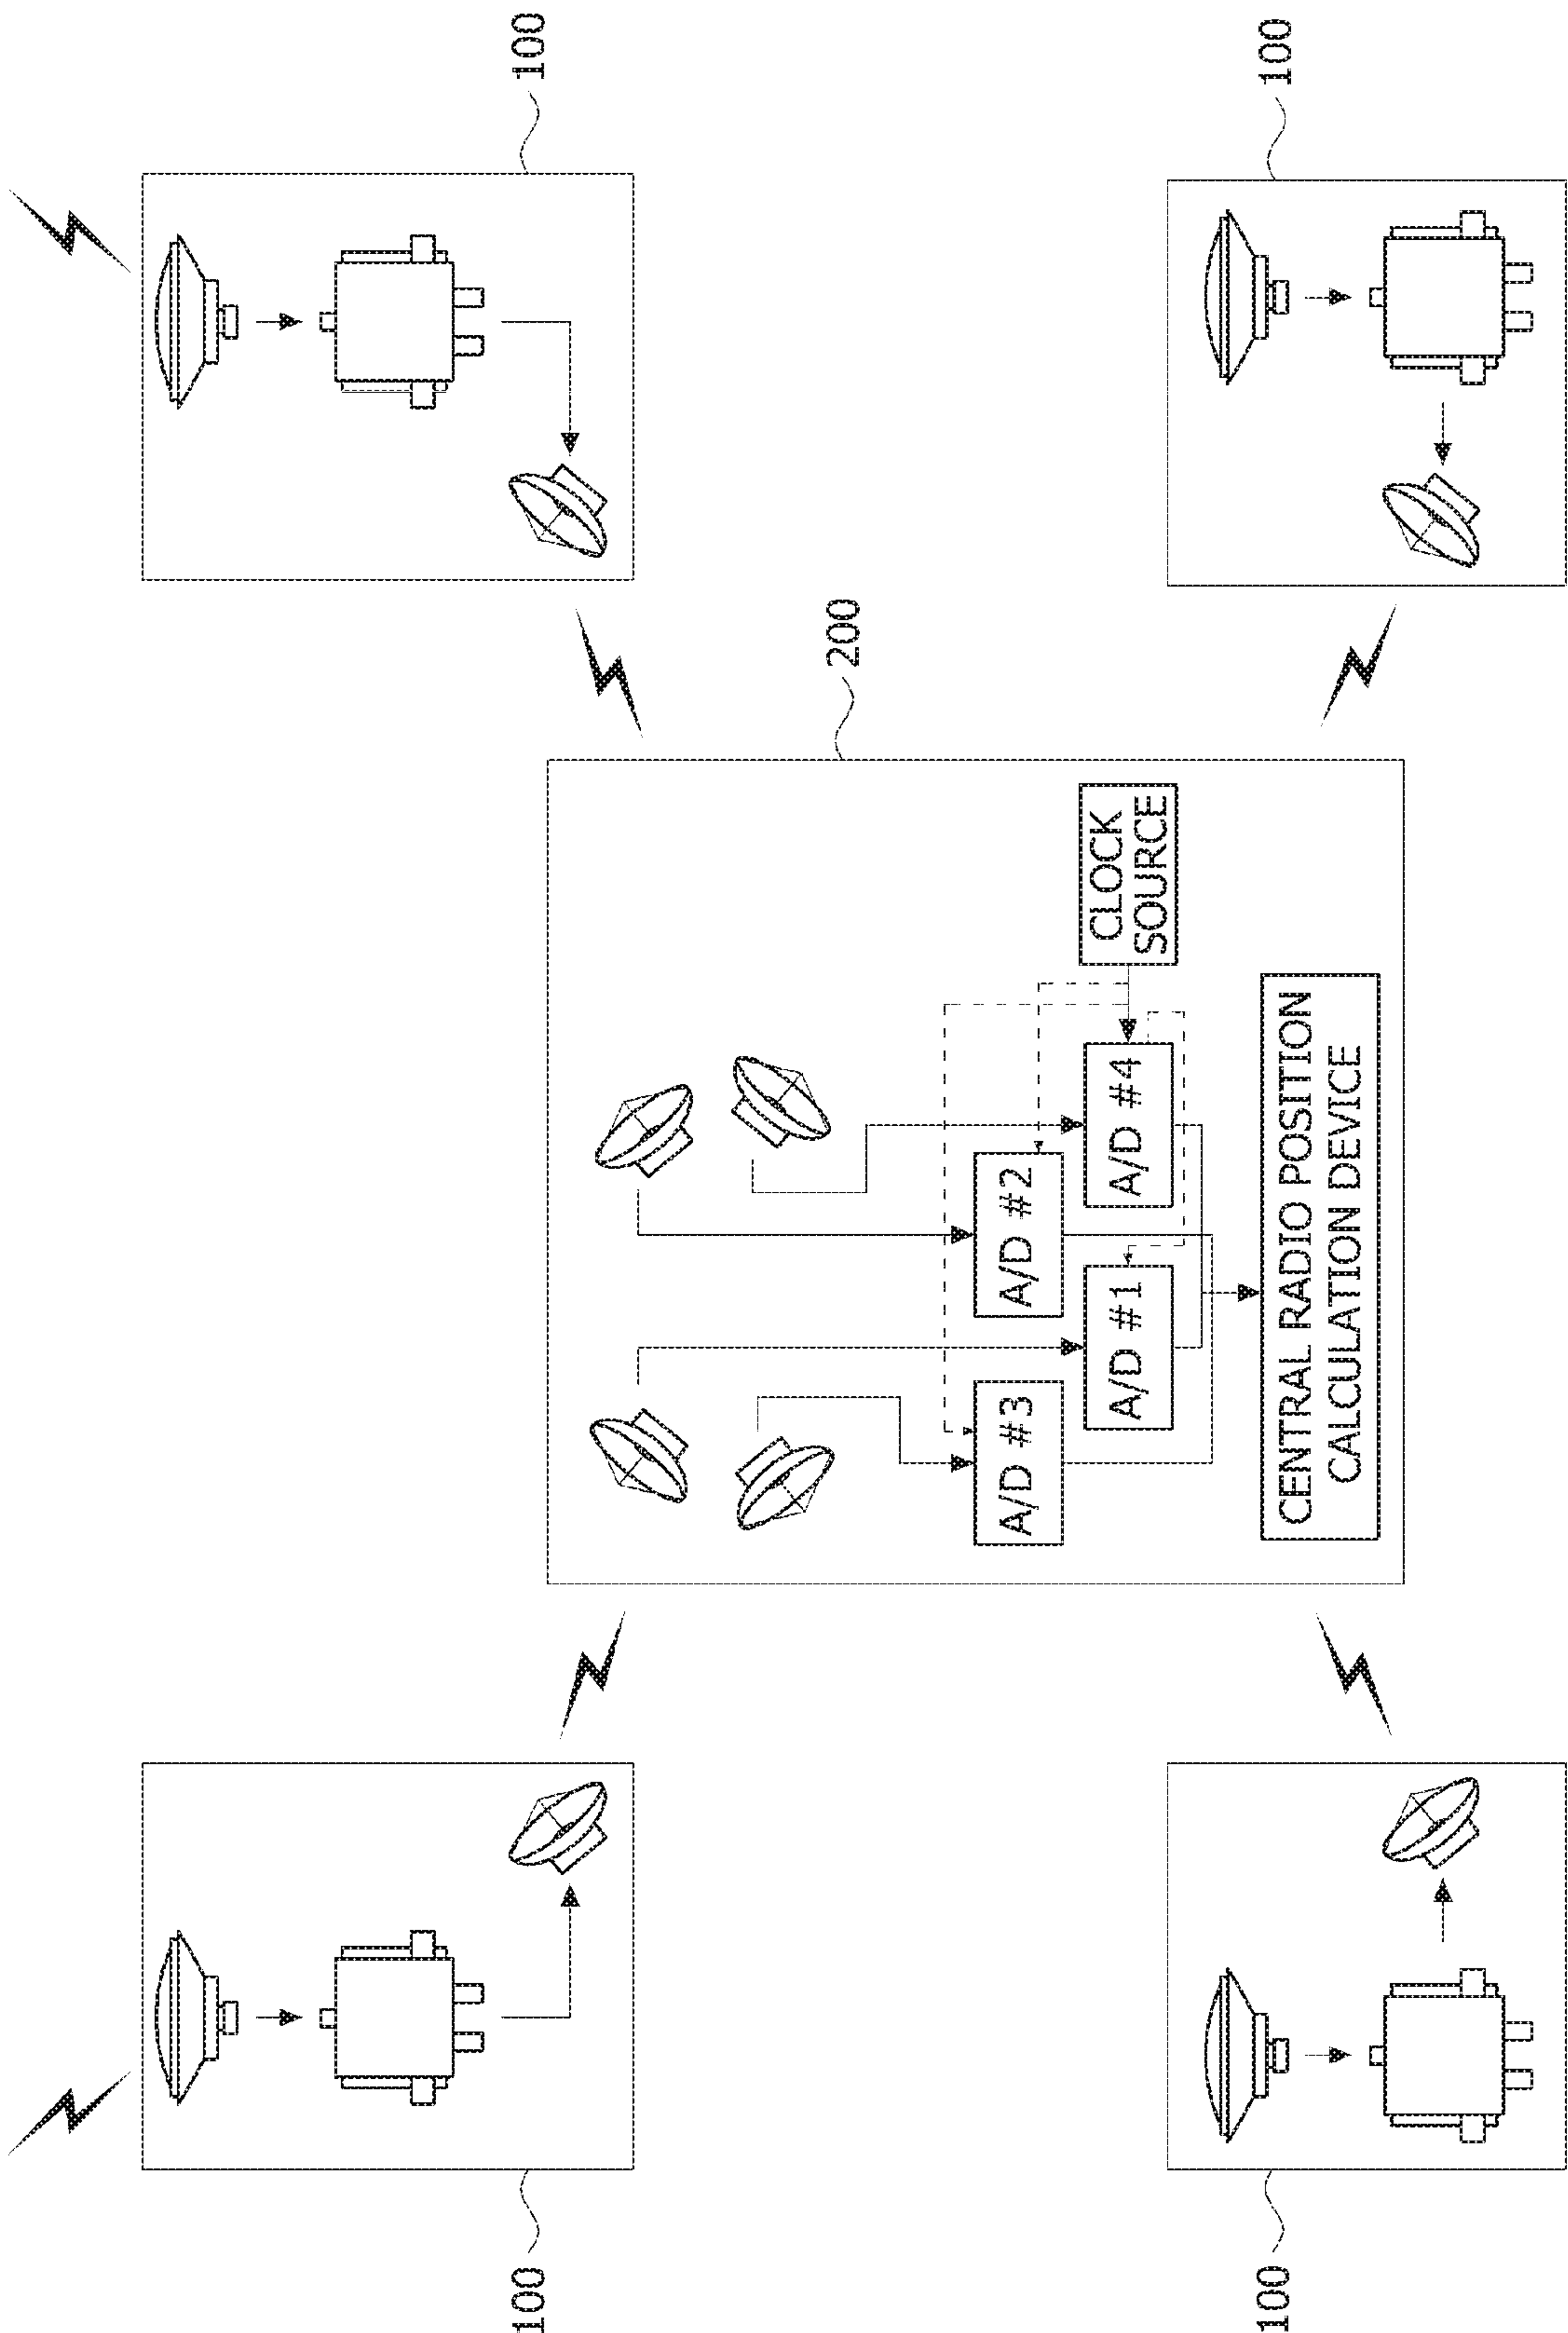 100
100
200
A/D #3
A/D #2
A/D #1
A/D #4
CLOCK
SOURCE
CENTRAL RADIO POSITION
CALCULATION DEVICE
100
100